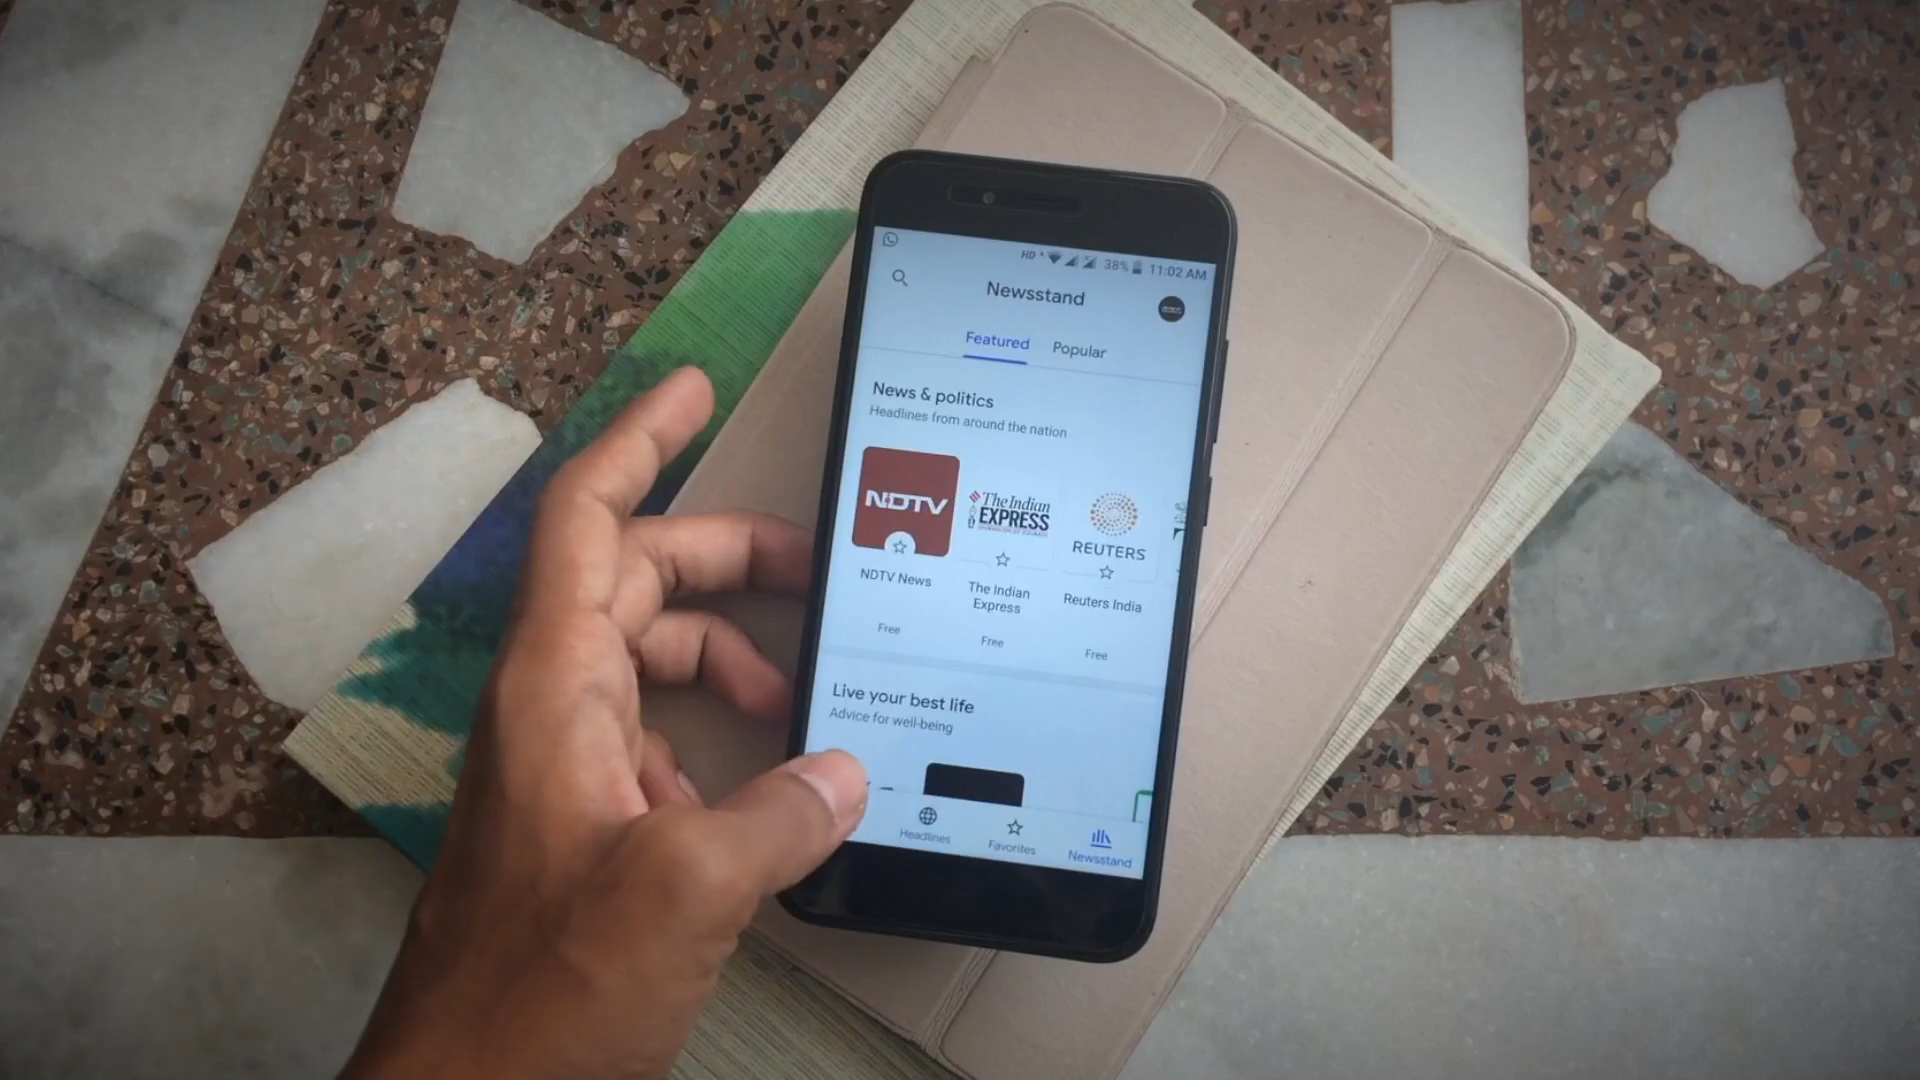 HD 38% 11:02 AM
Newsstand
Featured Popular
News & politics
Headlines from around the nation
NDTV
The Indian
EXPRESS
REUTERS
NDTV News
The Indian
Express
Reuters India
Free
Free
Free
Live your best life
Advice for well-being
Headlines
Favorites
Newsstand